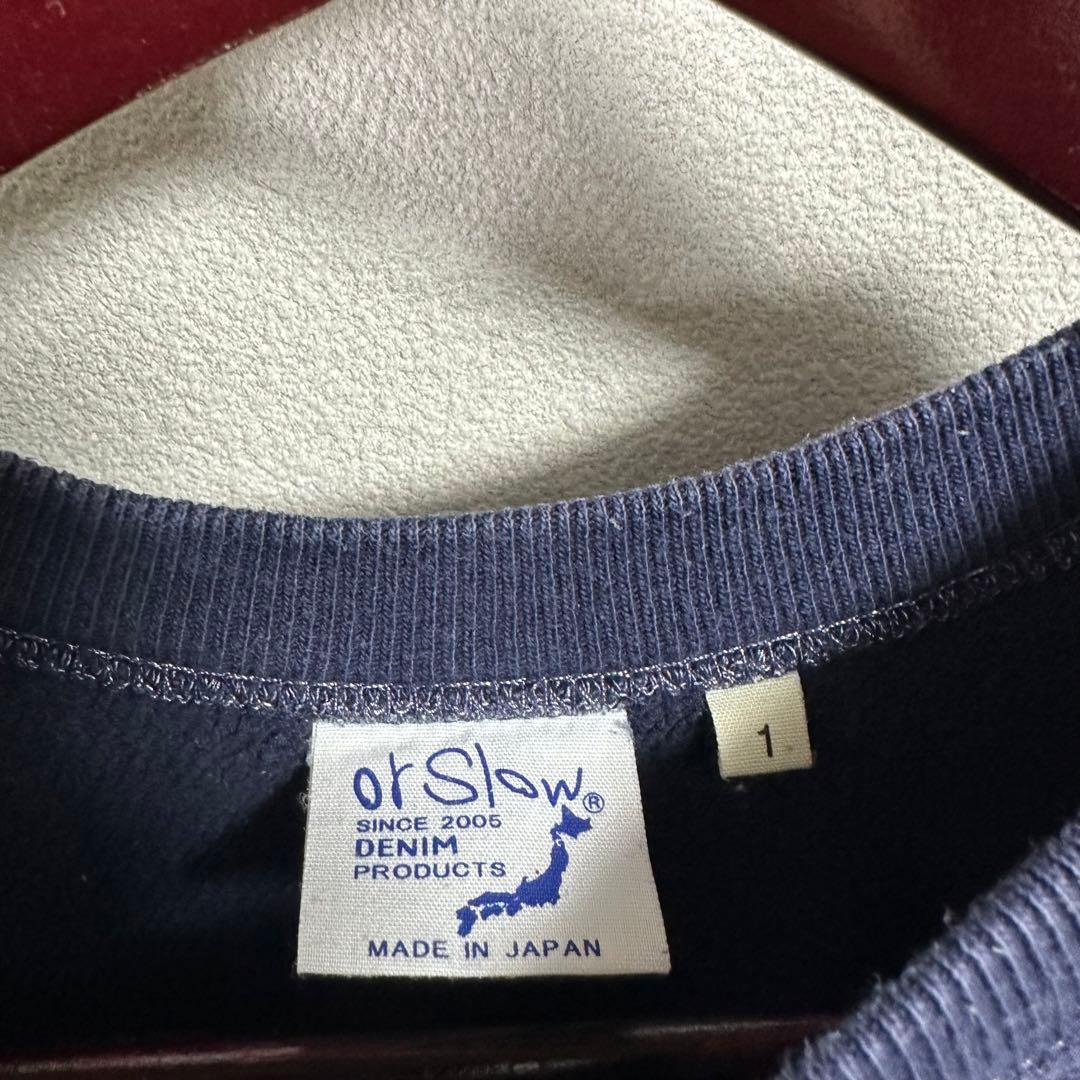 orSlow®
SINCE 2005
DENIM
PRODUCTS
MADE IN JAPAN
1